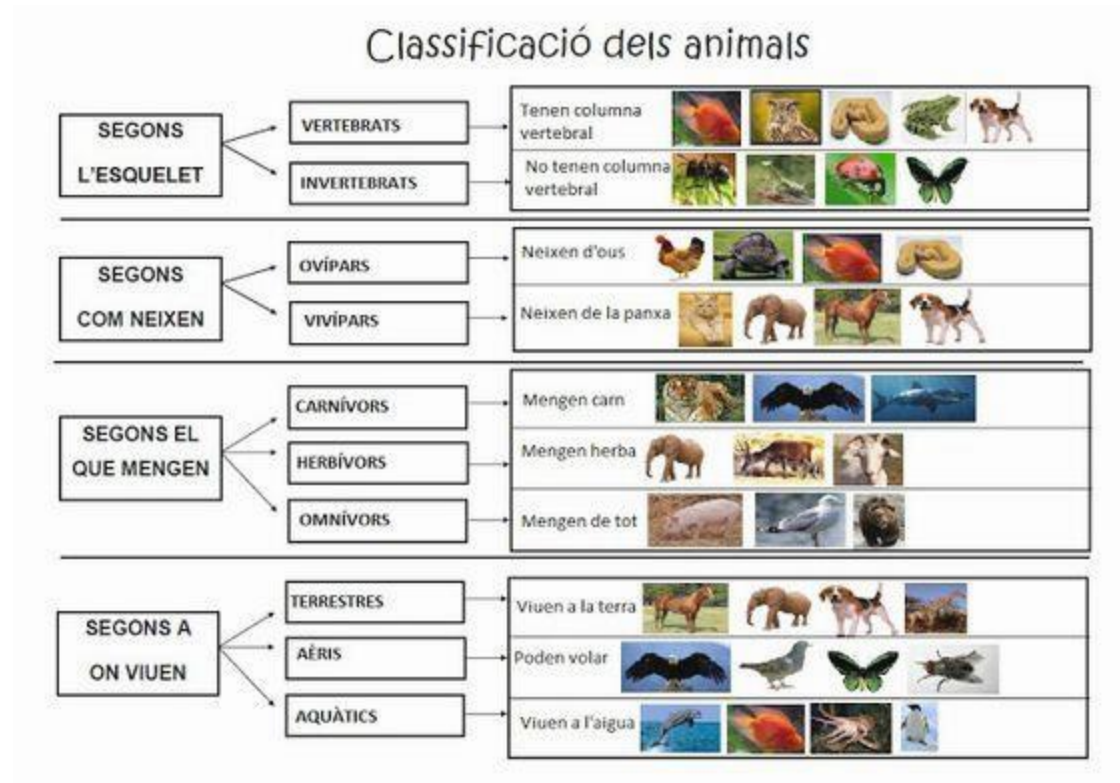 Classificació dels animals
SEGONS
L'ESQUELET
VERTEBRATS
Tenen columna
vertebral
INVERTEBRATS
No tenen columna
vertebral
SEGONS
COM NEIXEN
OVÍPARS
Neixen d'ous
VIVÍPARS
Neixen de la panxa
SEGONS EL
QUE MENGEN
CARNÍVORS
Mengen carn
HERBÍVORS
Mengen herba
OMNÍVORS
Mengen de tot
SEGONS A
ON VIUEN
TERRESTRES
Viuen a la terra
AÈRIS
Poden volar
AQUÀTICS
Viuen a l'aigua